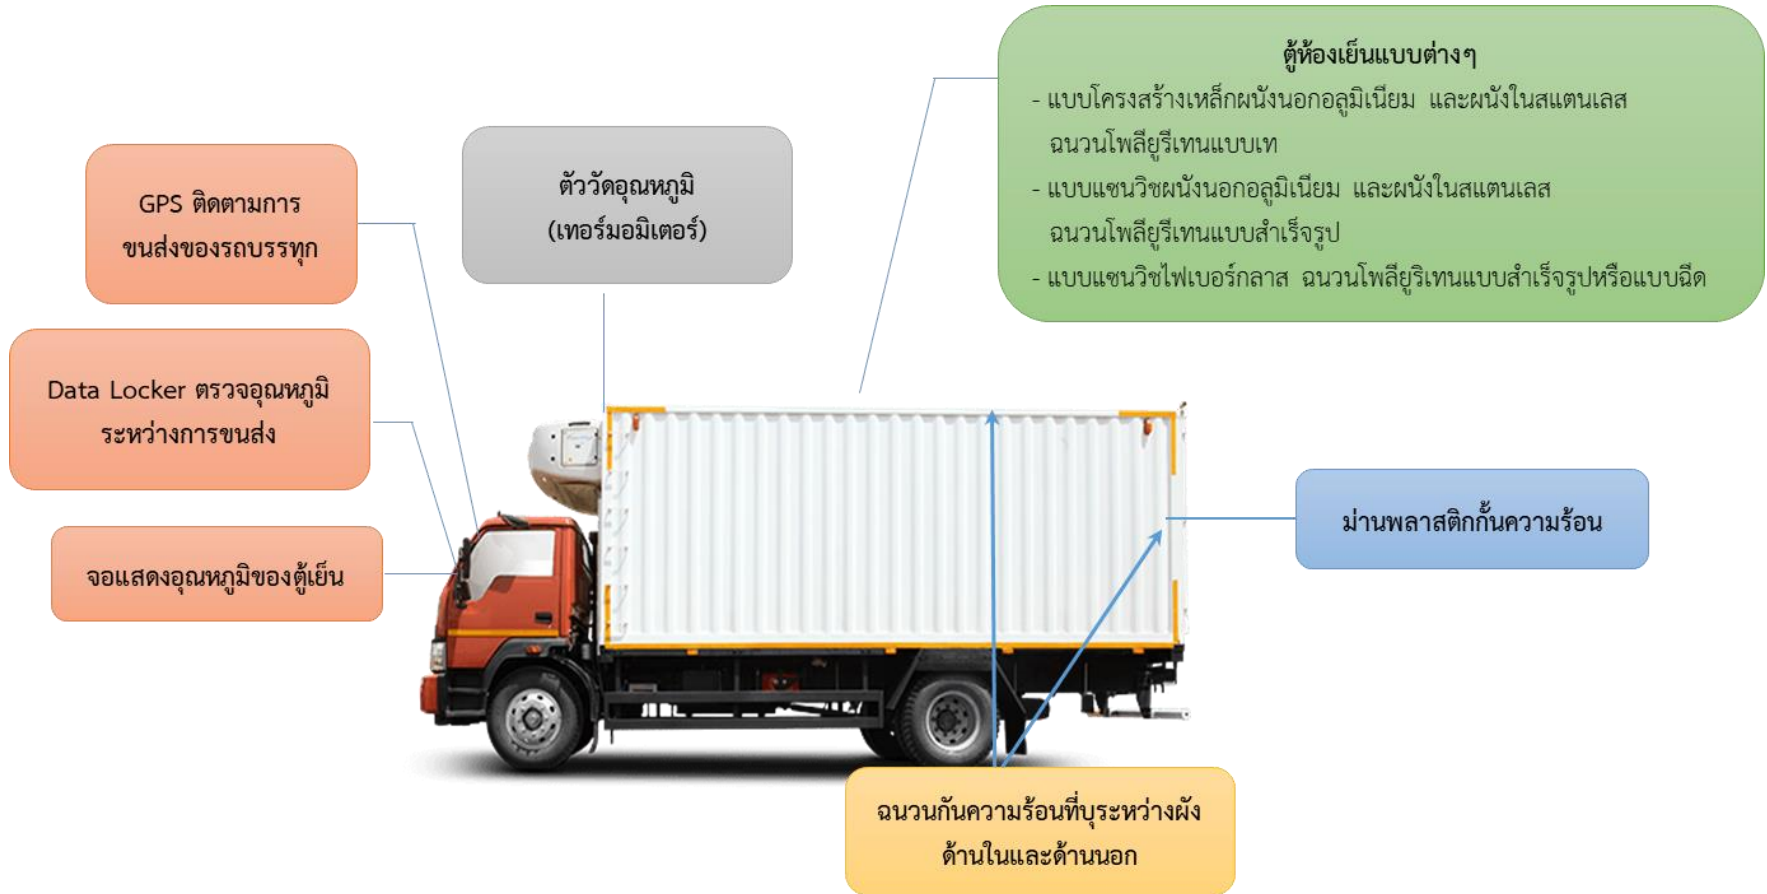 ตู้ห้องเย็นแบบต่างๆ
- แบบโครงสร้างเหล็กผนังนอกอลูมิเนียม และผนังในสแตนเลส
ฉนวนโพลียูรีเทนแบบเท
- แบบแซนวิชผนังนอกอลูมิเนียม และผนังในสแตนเลส
ฉนวนโพลียูรีเทนแบบสำเร็จรูป
- แบบแซนวิชไฟเบอร์กลาส ฉนวนโพลียูริเทนแบบสำเร็จรูปหรือแบบฉีด
ตัววัดอุณหภูมิ
(เทอร์มอมิเตอร์)
GPS ติดตามการ
ขนส่งของรถบรรทุก
Data Locker ตรวจอุณหภูมิ
ระหว่างการขนส่ง
จอแสดงอุณหภูมิของตู้เย็น
ม่านพลาสติกกั้นความร้อน
ฉนวนกันความร้อนที่บุระหว่างผัง
ด้านในและด้านนอก